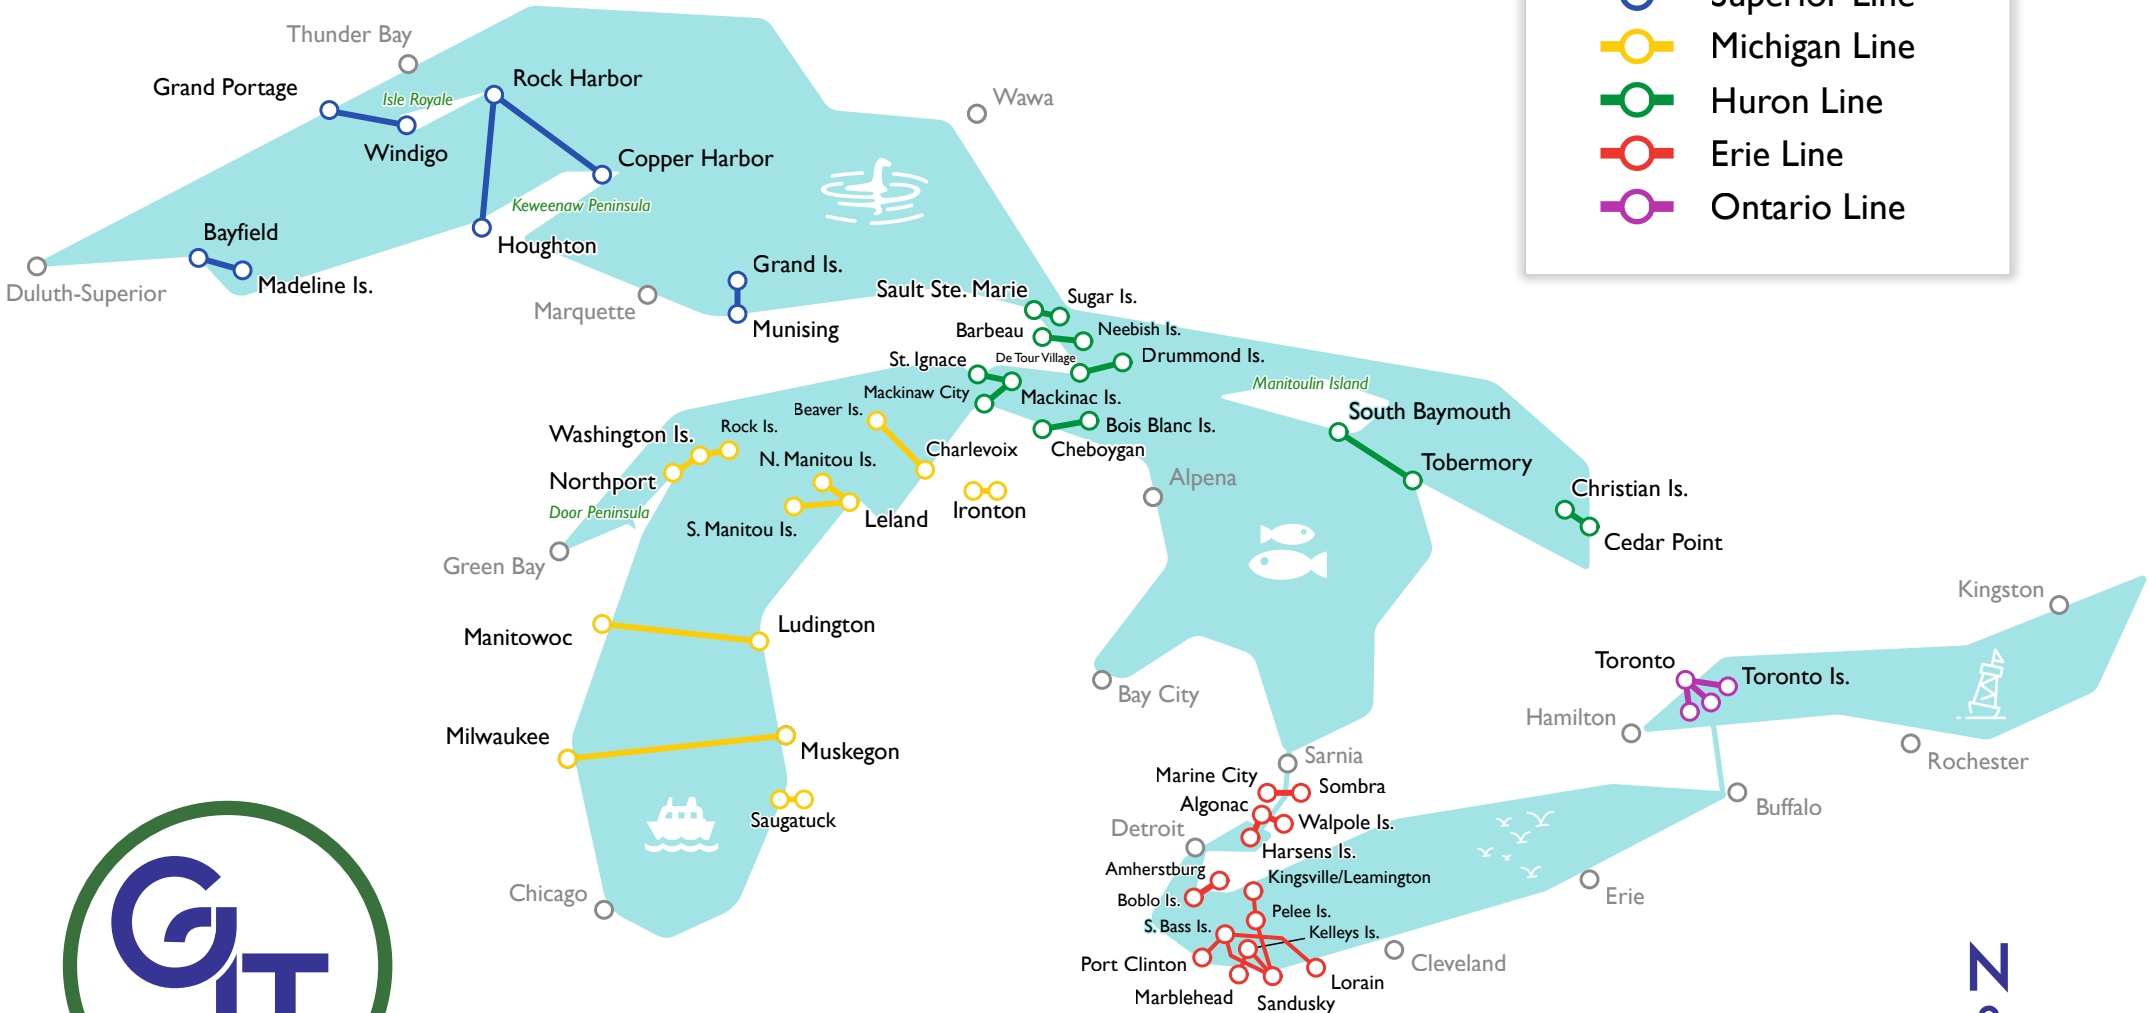 Superior Line
Michigan Line
Huron Line
Erie Line
Ontario Line
Thunder Bay
Grand Portage
Isle Royale
Rock Harbor
Windigo
Copper Harbor
Keweenaw Peninsula
Houghton
Wawa
Bayfield
Madeline Is.
Duluth-Superior
Marquette
Grand Is.
Munising
Sault Ste. Marie
Sugar Is.
Barbeau
Neebish Is.
St. Ignace
De Tour Village
Drummond Is.
Mackinaw City
Mackinac Is.
Bois Blanc Is.
Cheboygan
Manitoulin Island
South Baymouth
Tobermory
Christian Is.
Cedar Point
Beaver Is.
Charlevoix
Washington Is.
Rock Is.
Northport
N. Manitou Is.
S. Manitou Is.
Leland
Ironton
Door Peninsula
Green Bay
Alpena
Manitowoc
Ludington
Milwaukee
Muskegon
Saugatuck
Chicago
Bay City
Kingston
Toronto
Toronto Is.
Hamilton
Rochester
Buffalo
Sarnia
Marine City
Sombra
Algonac
Walpole Is.
Detroit
Harsens Is.
Amherstburg
Kingsville/Leamington
Boblo Is.
Pelee Is.
S. Bass Is.
Kelleys Is.
Port Clinton
Lorain
Marblehead
Sandusky
Cleveland
Erie
GIT
N